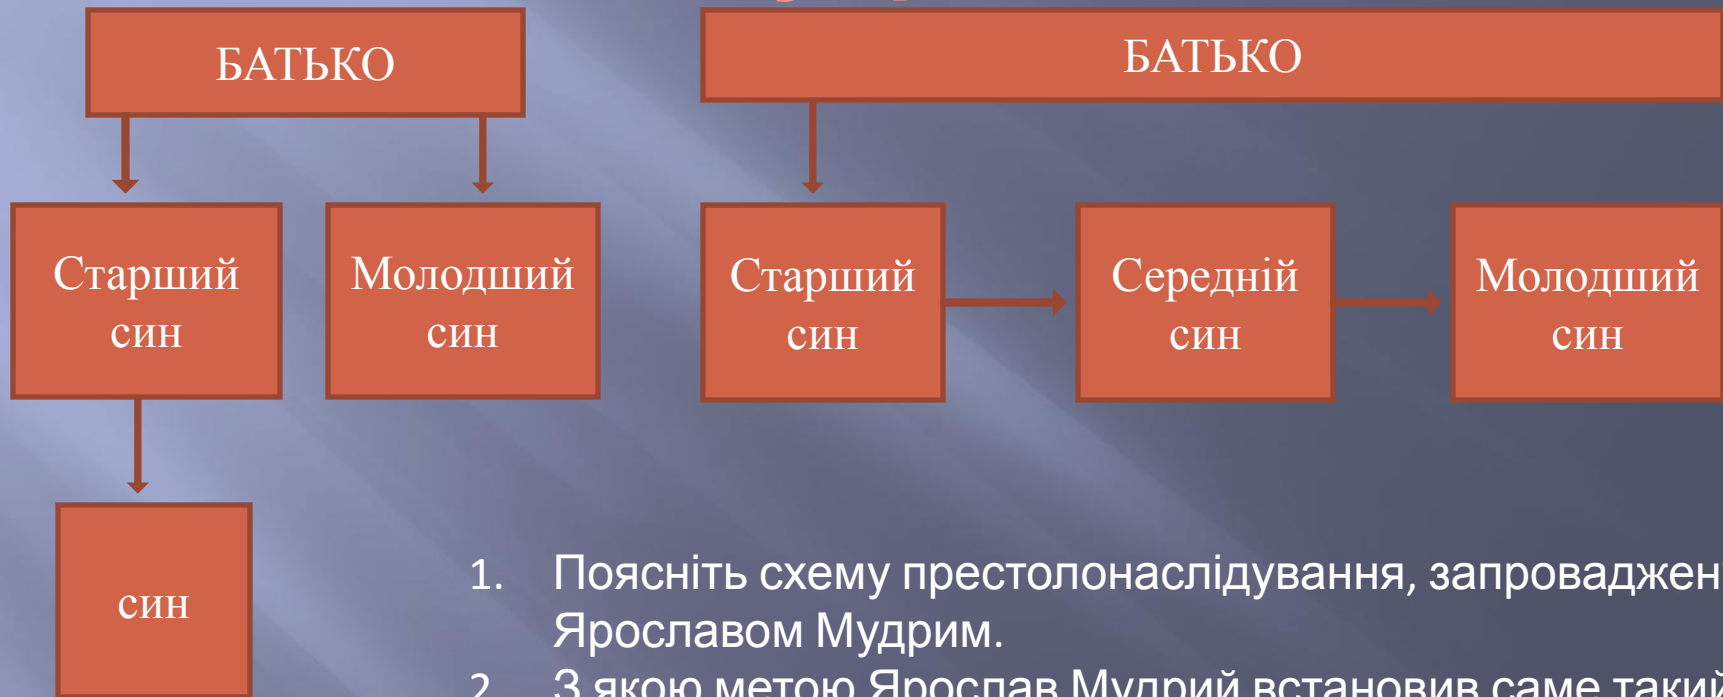 БАТЬКО
БАТЬКО
Старший
син
Молодший
син
Старший
син
Середній
син
Молодший
син
син
1. Поясніть схему престолонаслідування,
Ярославом Мудрим.
2. З якою метою Ярослав Мудрий встановив саме такий